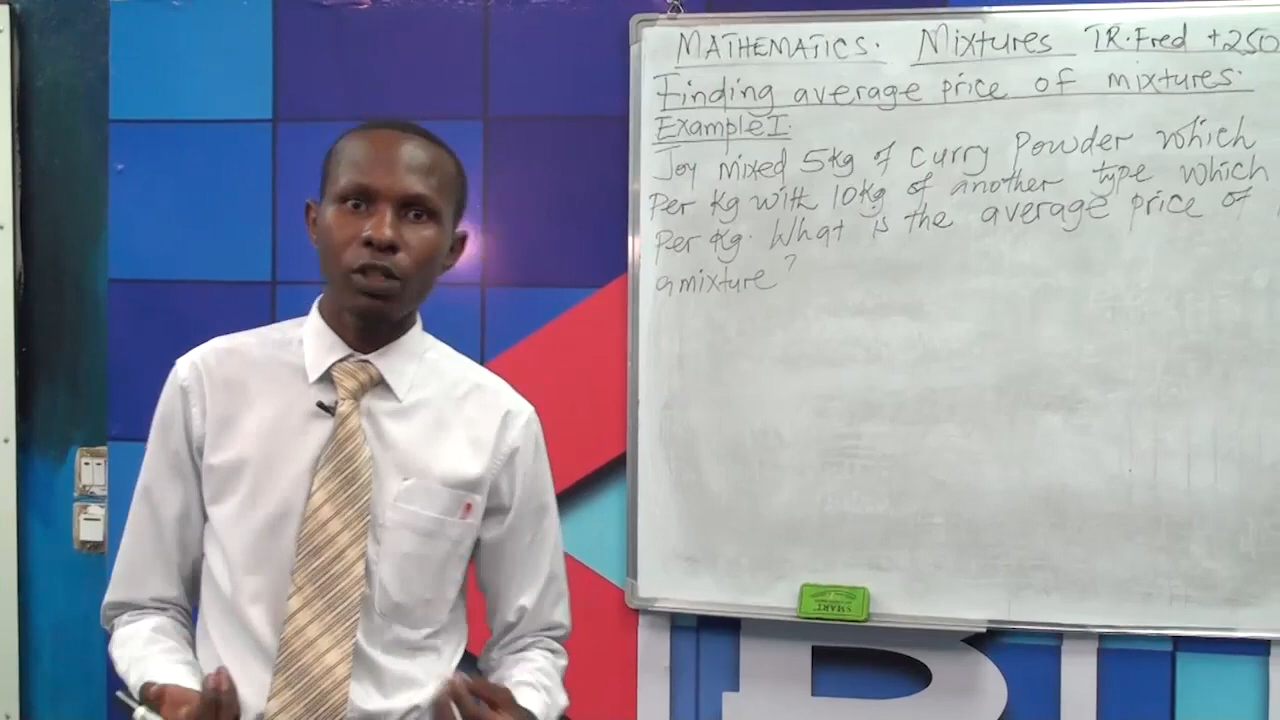 MATHEMATICS. Mixtures TR.Fred +250
Finding average price of mixtures.
Example I.
Joy mixed 5kg of Curry Powder which
Per Kg with 10kg of another type which
Per Kg. What is the average price of
a mixture?
SMART